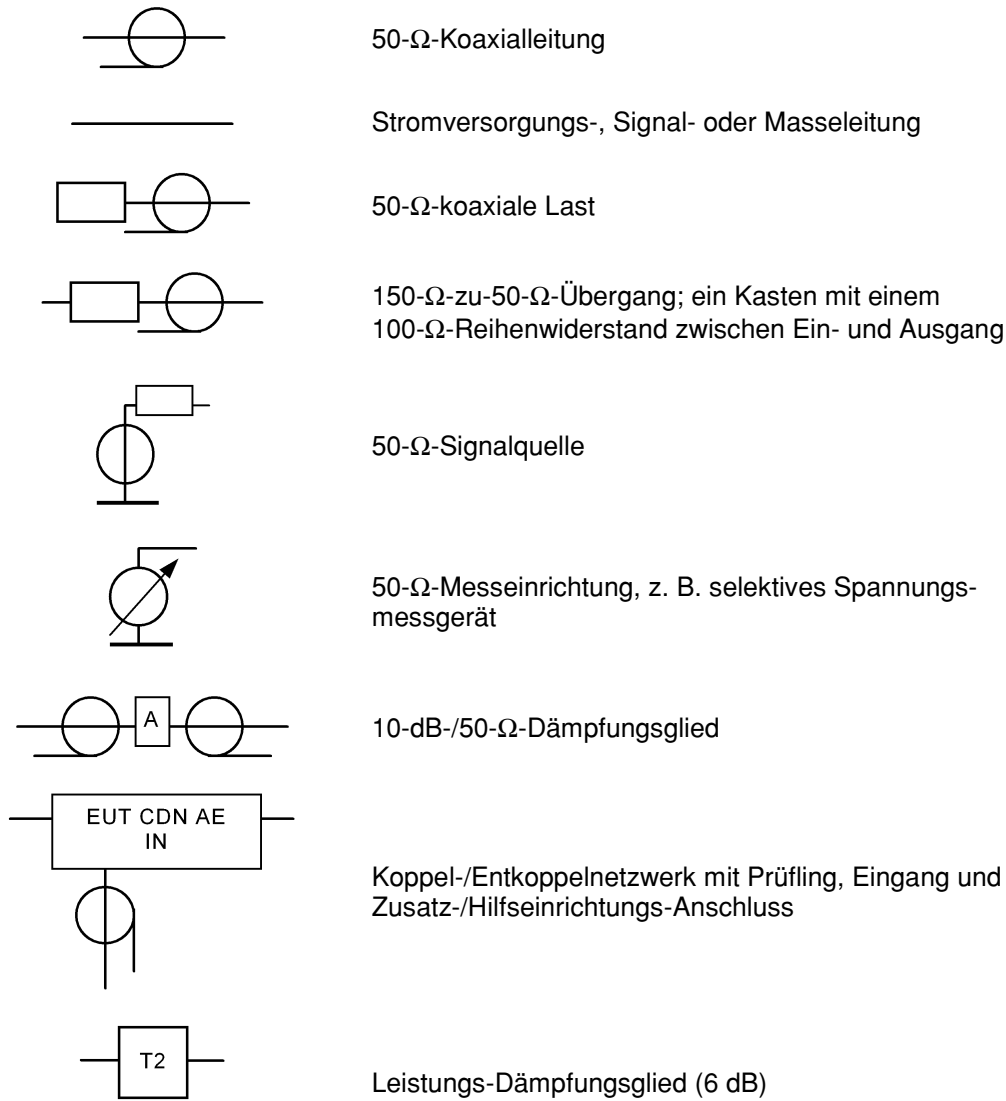 50-Ω-Koaxialleitung
Stromversorgungs-, Signal- oder Masseleitung
50-Ω-koaxiale Last
150-Ω-zu-50-Ω-Übergang; ein Kasten mit einem
100-Ω-Reihenwiderstand zwischen Ein- und Ausgang
50-Ω-Signalquelle
50-Ω-Messeinrichtung, z. B. selektives Spannungs-
messgerät
A
10-dB-/50-Ω-Dämpfungsglied
EUT CDN AE
IN
Koppel-/Entkoppelnetzwerk mit Prüfling, Eingang und
Zusatz-/Hilfseinrichtungs-Anschluss
T2
Leistungs-Dämpfungsglied (6 dB)